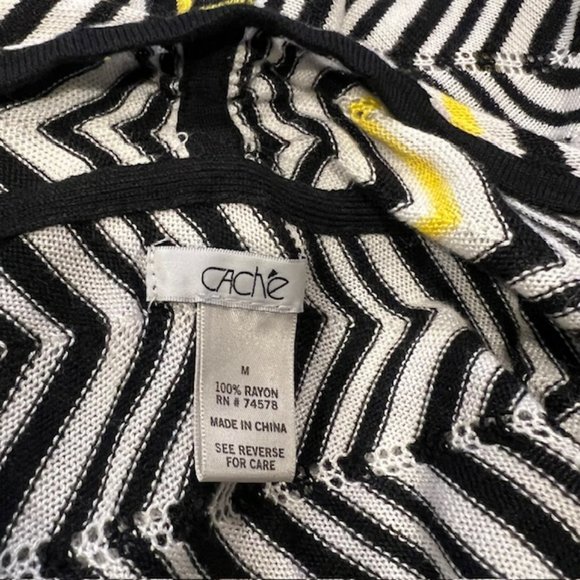 CAChé
M
100% RAYON
RN # 74578
MADE IN CHINA
SEE REVERSE
FOR CARE